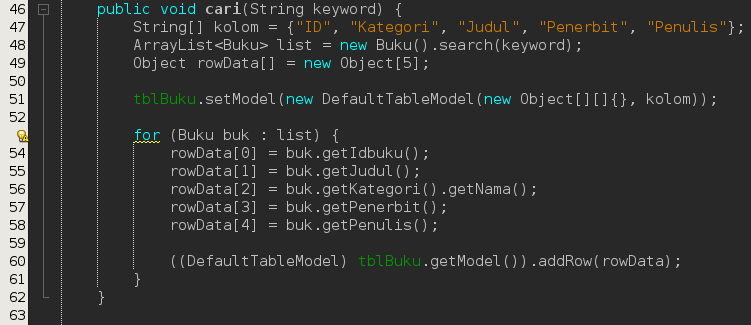 46 public void cari(String keyword) {
47 String[] kolom = {"ID", "Kategori", "Judul", "Penerbit", "Penulis"};
48 ArrayList<Buku> list = new Buku().search(keyword);
49 Object rowData[] = new Object[5];
50
51 tblBuku.setModel(new DefaultTableModel(new Object[][]{}, kolom));
52
for (Buku buk : list) {
54 rowData[0] = buk.getIdbuku();
55 rowData[1] = buk.getJudul();
56 rowData[2] = buk.getKategori().getNama();
57 rowData[3] = buk.getPenerbit();
58 rowData[4] = buk.getPenulis();
59
60 ((DefaultTableModel) tblBuku.getModel()).addRow(rowData);
61 }
62 }
63